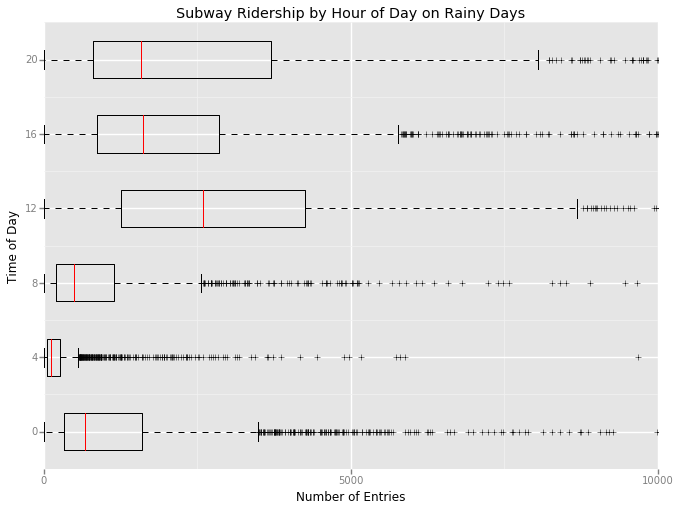 Subway Ridership by Hour of Day on Rainy Days
Time of Day
20
16
12
8
4
0
0 5000 10000
Number of Entries